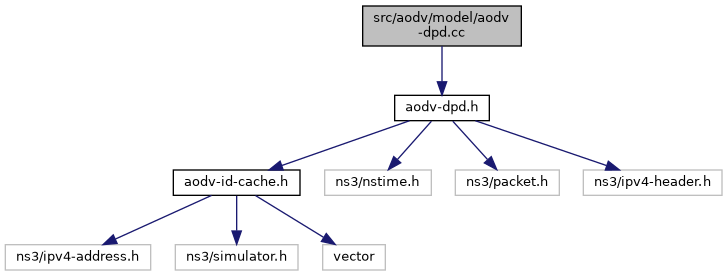 src/aodv/model/aodv
-dpd.cc
aodv-dpd.h
aodv-id-cache.h
ns3/nstime.h
ns3/packet.h
ns3/ipv4-header.h
ns3/ipv4-address.h
ns3/simulator.h
vector